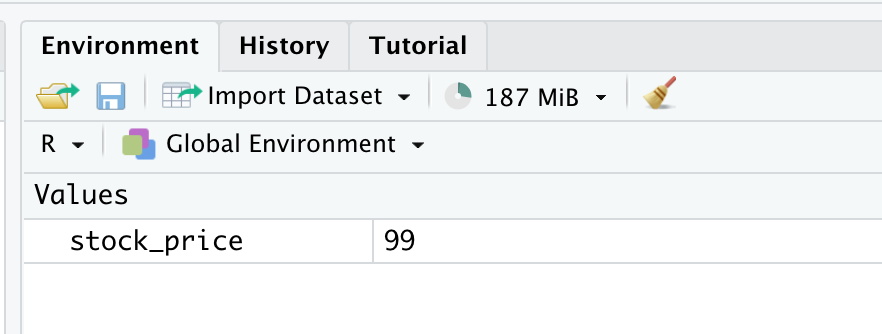 Environment History Tutorial
Import Dataset 187 MiB
R Global Environment
Values
stock_price 99